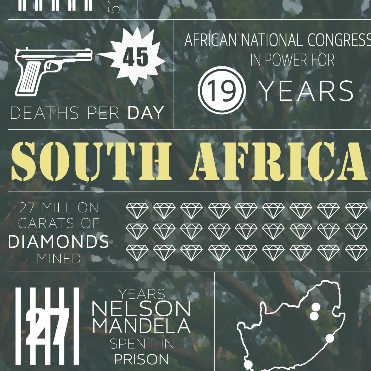 in
45
DEATHS PER DAY
AFRICAN NATIONAL CONGRESS
IN POWER FOR
19 YEARS
SOUTH AFRICA
27 MILLION
CARATS OF
DIAMONDS
MINED
27
YEARS
NELSON
MANDELA
SPENT IN
PRISON